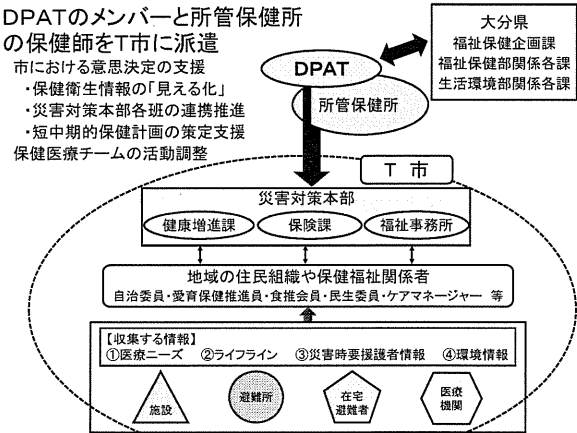 DPATのメンバーと所管保健所
の保健師をT市に派遣
市における意思決定の支援
・保健衛生情報の「見える化」
・災害対策本部各班の連携推進
・短中期的保健計画の策定支援
保健医療チームの活動調整
DPAT
所管保健所
大分県
福祉保健企画課
福祉保健部関係各課
生活環境部関係各課
T 市
災害対策本部
健康増進課
保険課
福祉事務所
地域の住民組織や保健福祉関係者
自治委員・愛育保健推進員・食推会員・民生委員・ケアマネージャー 等
【収集する情報】
①医療ニーズ ②ライフライン ③災害時要援護者情報 ④環境情報
施設
避難所
在宅
避難者
医療
機関